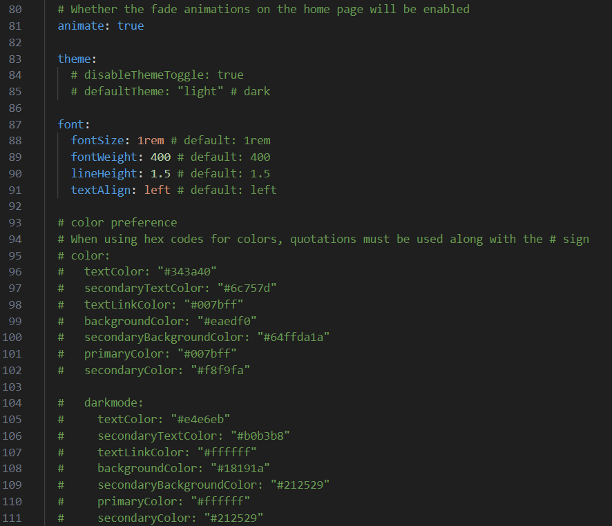 80 # Whether the fade animations on the home page will be enabled
81 animate: true
82
83 theme:
84   # disableThemeToggle: true
85   # defaultTheme: "light" # dark
86
87 font:
88   fontSize: 1rem # default: 1rem
89   fontWeight: 400 # default: 400
90   lineHeight: 1.5 # default: 1.5
91   textAlign: left # default: left
92
93 # color preference
94 # When using hex codes for colors, quotations must be used along with the # sign
95 # color:
96 #   textColor: "#343a40"
97 #   secondaryTextColor: "#6c757d"
98 #   textLinkColor: "#007bff"
99 #   backgroundColor: "#eaedf0"
100 #   secondaryBackgroundColor: "#64ffda1a"
101 #   primaryColor: "#007bff"
102 #   secondaryColor: "#f8f9fa"
103
104 #   darkmode:
105 #     textColor: "#e4e6eb"
106 #     secondaryTextColor: "#b0b3b8"
107 #     textLinkColor: "#ffffff"
108 #     backgroundColor: "#18191a"
109 #     secondaryBackgroundColor: "#212529"
110 #     primaryColor: "#ffffff"
111 #     secondaryColor: "#212529"